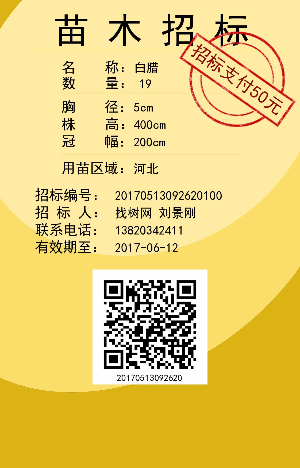 苗木招标
招标支付50元
名 称：白腊
数 量： 19
胸 径：5cm
株 高：400cm
冠 幅：200cm
用苗区域：河北
招标编号： 20170513092620100
招 标 人： 找树网 刘景刚
联系电话： 13820342411
有效期至： 2017-06-12
20170513092620